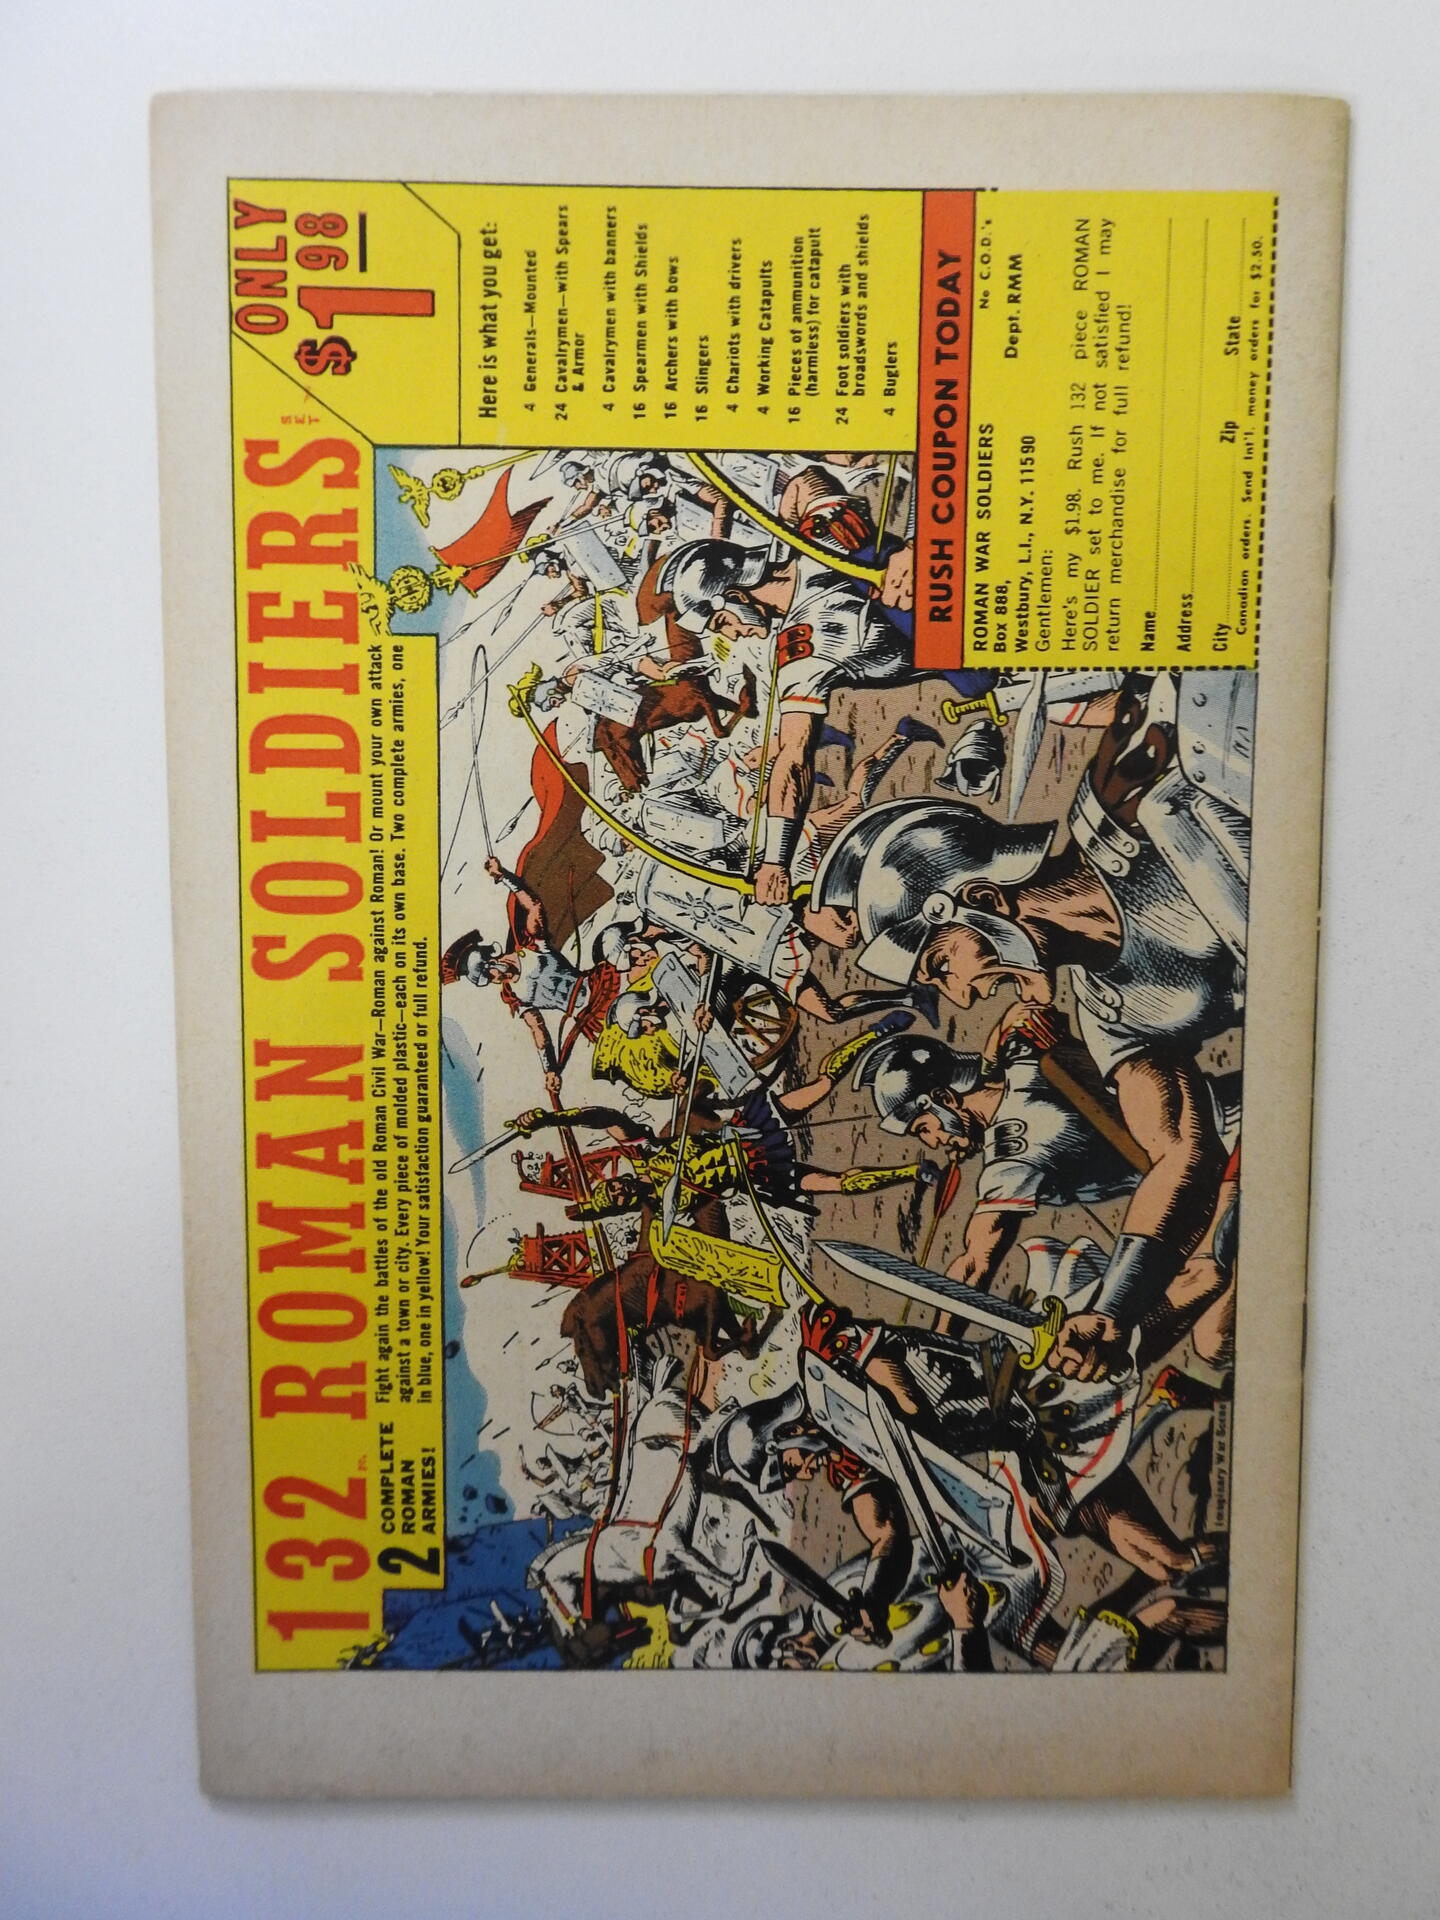 132 PC. ROMAN SOLDIERS SET
ONLY
$1 98
2 COMPLETE
ROMAN
ARMIES!
Fight again the battles of the old Roman Civil War—Roman against Roman! Or mount your own attack
against a town or city. Every piece of molded plastic—each on its own base. Two complete armies, one
in blue, one in yellow! Your satisfaction guaranteed or full refund.
Here is what you get:
4 Generals—Mounted
24 Cavalrymen—with Spears
& Armor
4 Cavalrymen with banners
16 Spearmen with Shields
16 Archers with bows
16 Slingers
4 Chariots with drivers
4 Working Catapults
16 Pieces of ammunition
(harmless) for catapult
24 Foot soldiers with
broadswords and shields
4 Buglers
RUSH COUPON TODAY
ROMAN WAR SOLDIERS No C.O.D.'s
Box 888, Dept. RMM
Westbury, L.I., N.Y. 11590
Gentlemen:
Here's my $1.98. Rush 132 piece ROMAN
SOLDIER set to me. If not satisfied I may
return merchandise for full refund!
Name
Address
City Zip State
Canadian orders. Send Int'l. money orders for $2.50.
Imaginary War Scene